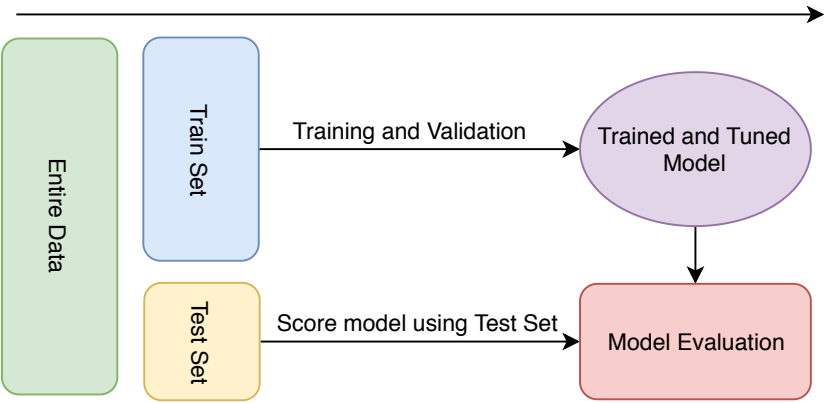 Entire Data
Train Set
Training and Validation
Trained and Tuned
Model
Test Set
Score model using Test Set
Model Evaluation